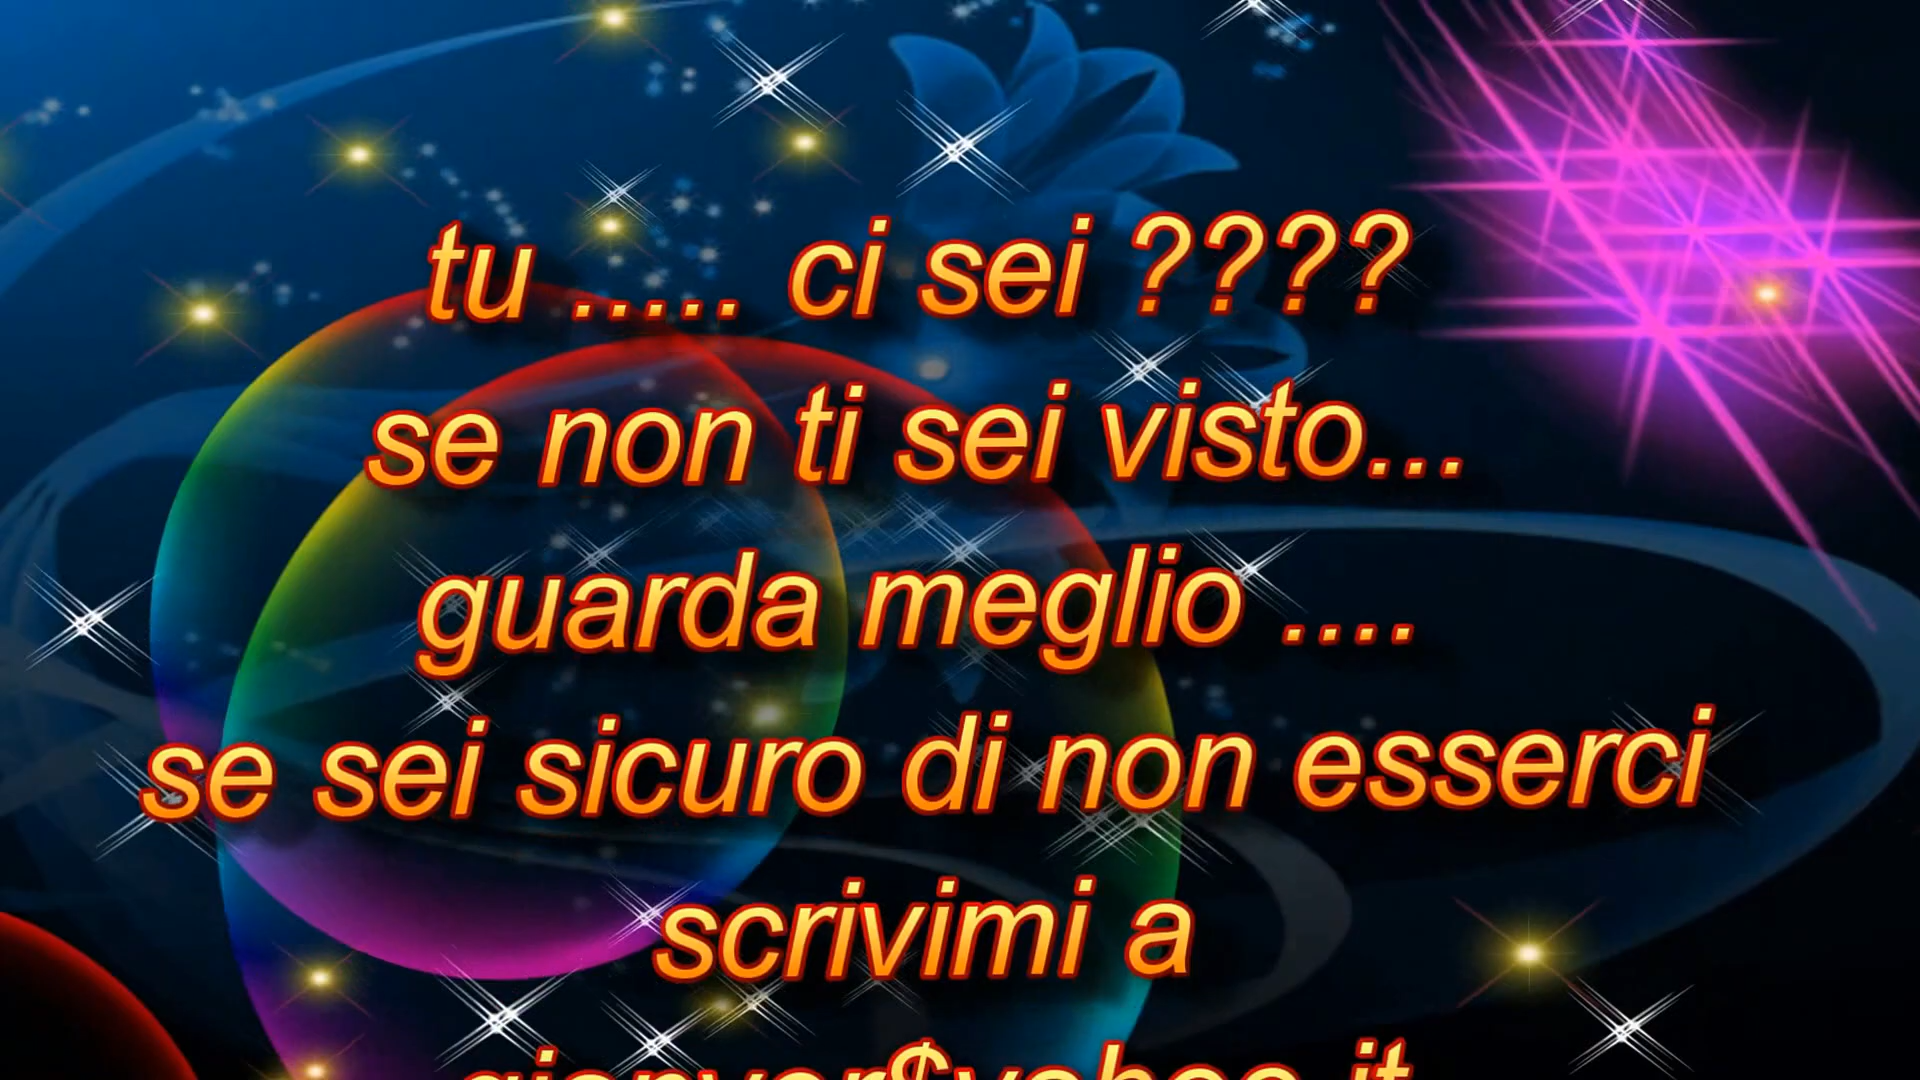 tu ..... ci sei ????
se non ti sei visto...
guarda meglio ....
se sei sicuro di non esserci
scrivimi a